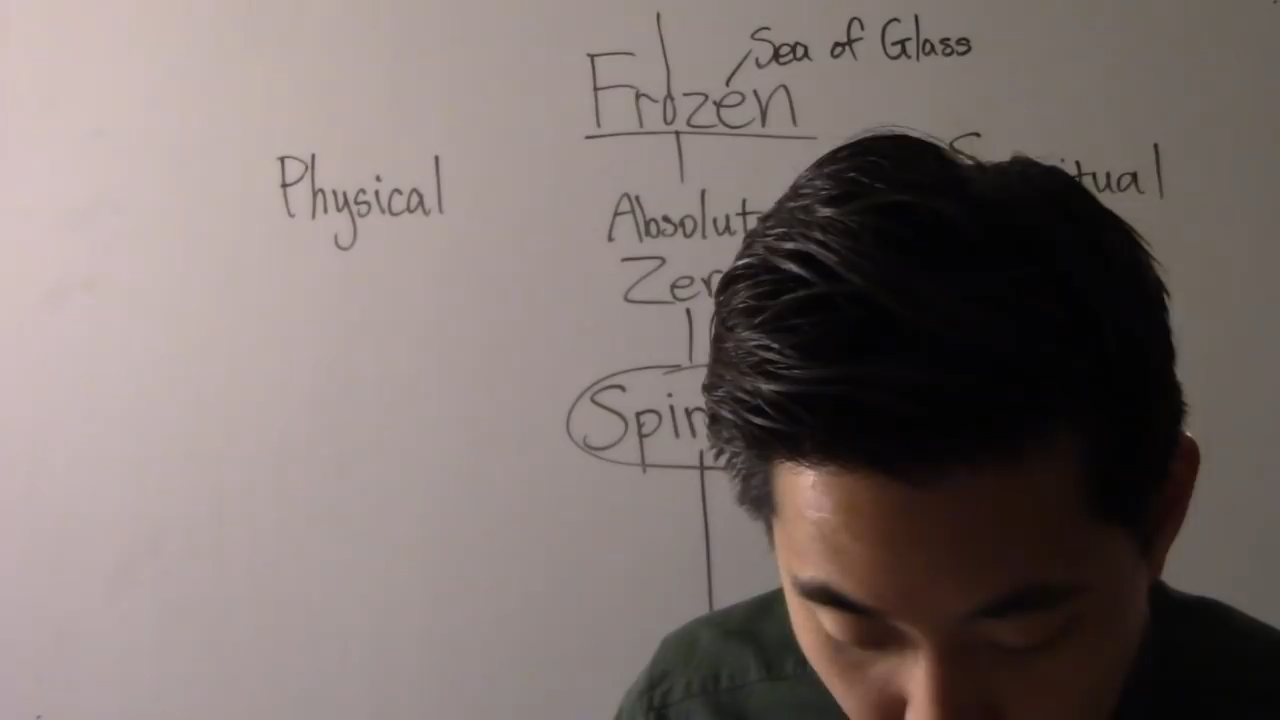 Sea of Glass
Frozen
Physical
Absolut
Zer
Spir
tual